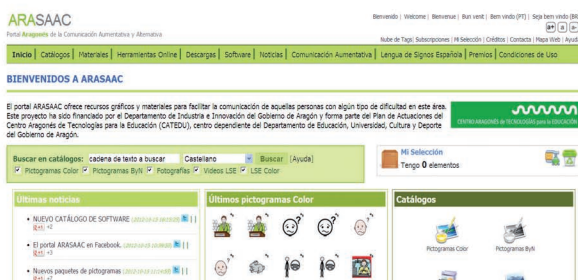 ARASAAC
Portal Aragonés de la Comunicación Aumentativa y Alternativa
Bienvenido | Welcome | Bienvenue | Bun venit | Bem vindo (PT) | Seja bem vindo (BR)
a+ a a-
Nube de Tags | Subscripciones | Mi Selección | Créditos | Contacta | Mapa Web | Ayuda
Inicio | Catálogos | Materiales | Herramientas Online | Descargas | Software | Noticias | Comunicación Aumentativa | Lengua de Signos Española | Premios | Condiciones de Uso
BIENVENIDOS A ARASAAC
El portal ARASAAC ofrece recursos gráficos y materiales para facilitar la comunicación de aquellas personas con algún tipo de dificultad en este área.
Este proyecto ha sido financiado por el Departamento de Industria e Innovación del Gobierno de Aragón y forma parte del Plan de Actuaciones del
Centro Aragonés de Tecnologías para la Educación (CATEDU), centro dependiente del Departamento de Educación, Universidad, Cultura y Deporte
del Gobierno de Aragón.
CENTRO ARAGONÉS de TECNOLOGÍAS para la EDUCACIÓN
Buscar en catálogos: cadena de texto a buscar Castellano Buscar [Ayuda]
Pictogramas Color Pictogramas ByN Fotografías Videos LSE LSE Color
Mi Selección
Tengo 0 elementos
Últimas noticias
NUEVO CATÁLOGO DE SOFTWARE
+2
El portal ARASAAC en Facebook.
+3
Nuevos paquetes de pictogramas
+7
Últimos pictogramas Color
Catálogos
Pictogramas Color
Pictogramas ByN